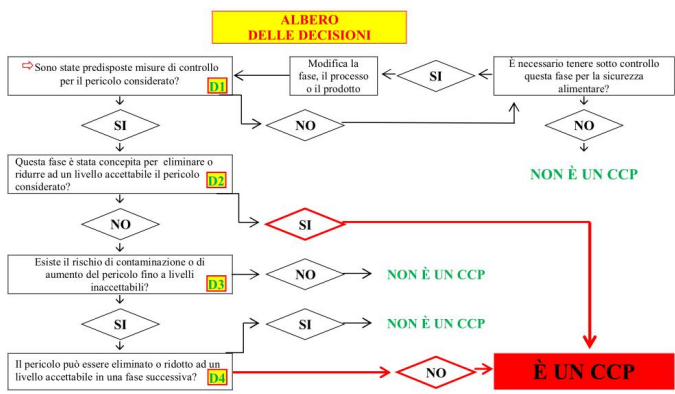 ALBERO
DELLE DECISIONI
⇨Sono state predisposte misure di controllo
per il pericolo considerato?
D1
Modifica la
fase, il processo
o il prodotto
SI
È necessario tenere sotto controllo
questa fase per la sicurezza
alimentare?
SI
NO
NO
NON È UN CCP
Questa fase è stata concepita per eliminare o
ridurre ad un livello accettabile il pericolo
considerato?
D2
NO
SI
Esiste il rischio di contaminazione o di
aumento del pericolo fino a livelli
inaccettabili?
D3
NO
NON È UN CCP
SI
SI
NON È UN CCP
Il pericolo può essere eliminato o ridotto ad un
livello accettabile in una fase successiva?
D4
NO
È UN CCP